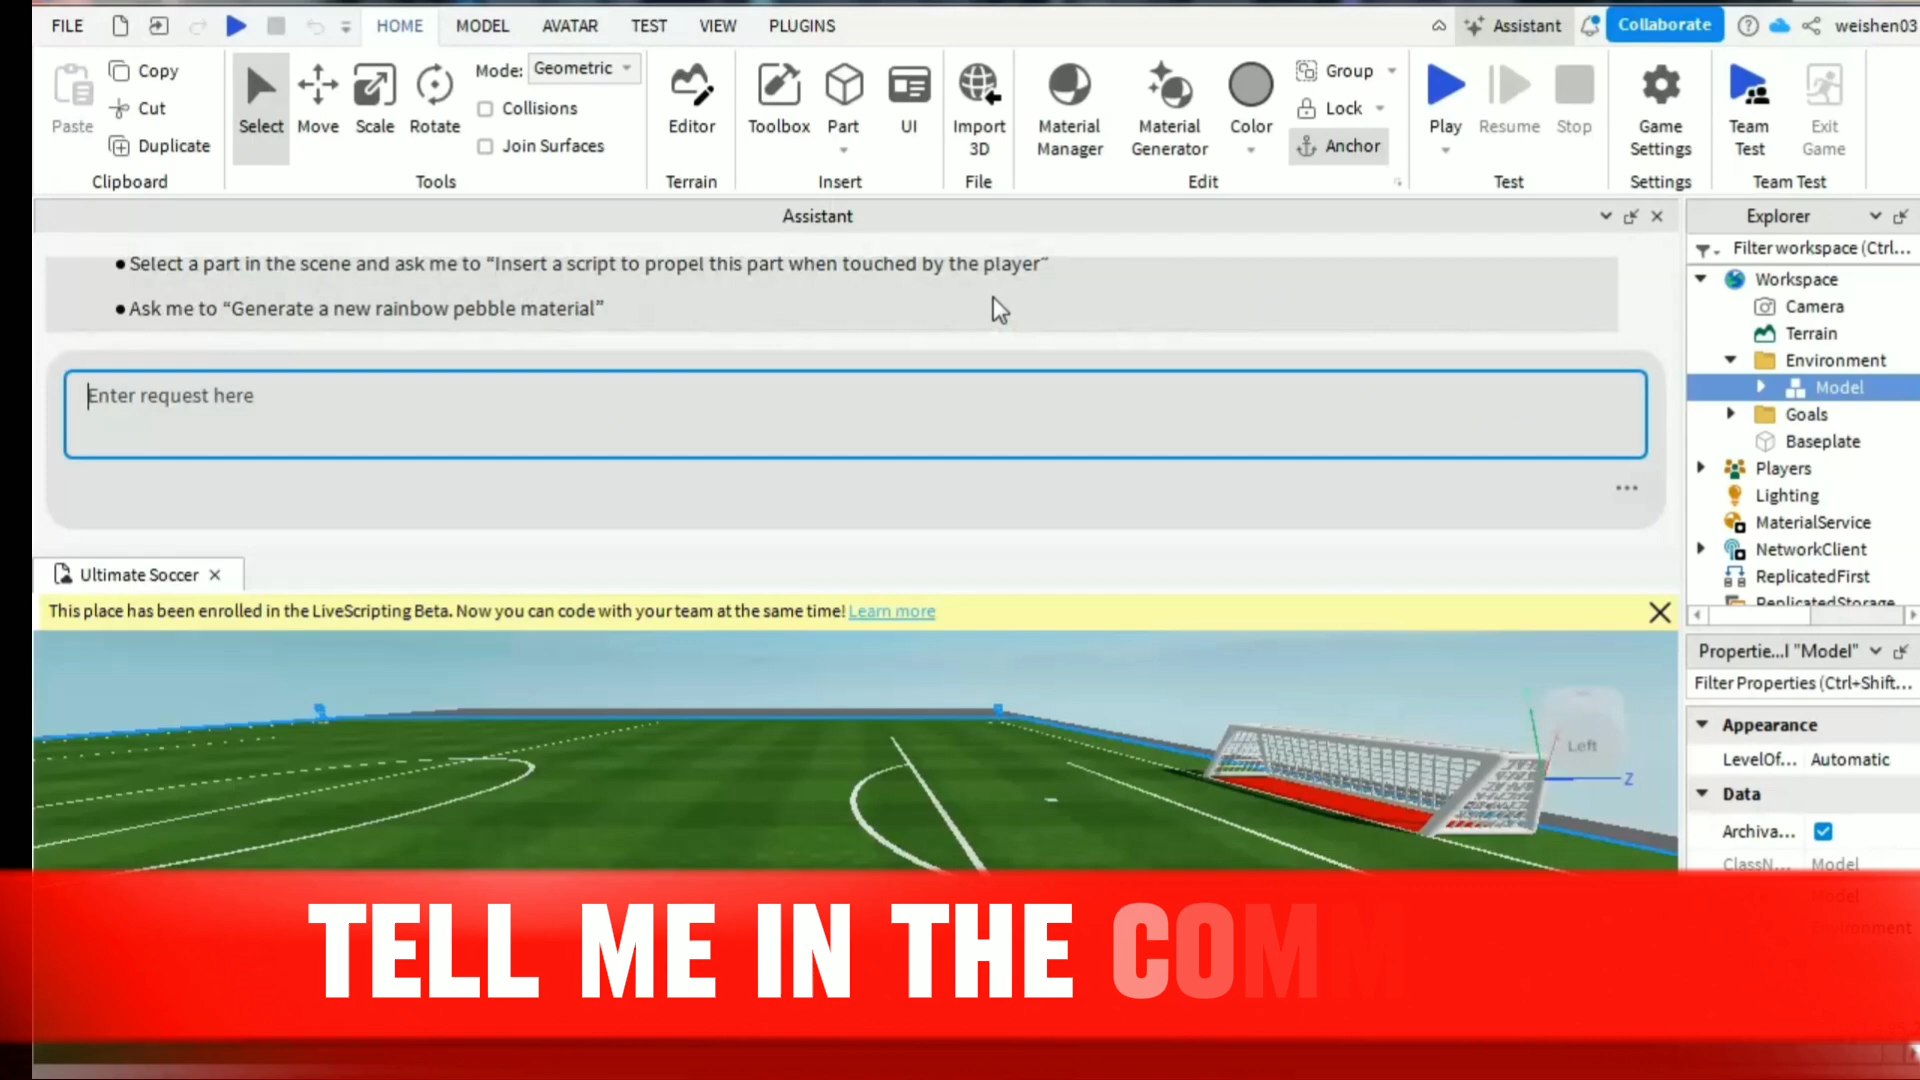 FILE HOME MODEL AVATAR TEST VIEW PLUGINS Assistant Collaborate weishen03
Paste Copy Cut Duplicate
Clipboard
Select Move Scale Rotate
Mode: Geometric
Collisions
Join Surfaces
Tools
Editor
Terrain
Toolbox Part UI
Insert
Import 3D
File
Material Manager
Material Generator
Color
Group
Lock
Anchor
Edit
Play Resume Stop
Test
Game Settings
Settings
Team Test
Exit Game
Team Test
Assistant
● Select a part in the scene and ask me to “Insert a script to propel this part when touched by the player”
● Ask me to “Generate a new rainbow pebble material”
Enter request here
...
Ultimate Soccer
This place has been enrolled in the LiveScripting Beta. Now you can code with your team at the same time! Learn more
Left
Z
Explorer
Filter workspace (Ctrl...
Workspace
Camera
Terrain
Environment
Model
Goals
Baseplate
Players
Lighting
MaterialService
NetworkClient
ReplicatedFirst
ReplicatedStorage
Propertie...l "Model"
Filter Properties (Ctrl+Shift...
Appearance
LevelOf... Automatic
Data
Archiva...
ClassN... Model
Model
Environment
TELL ME IN THE COMM